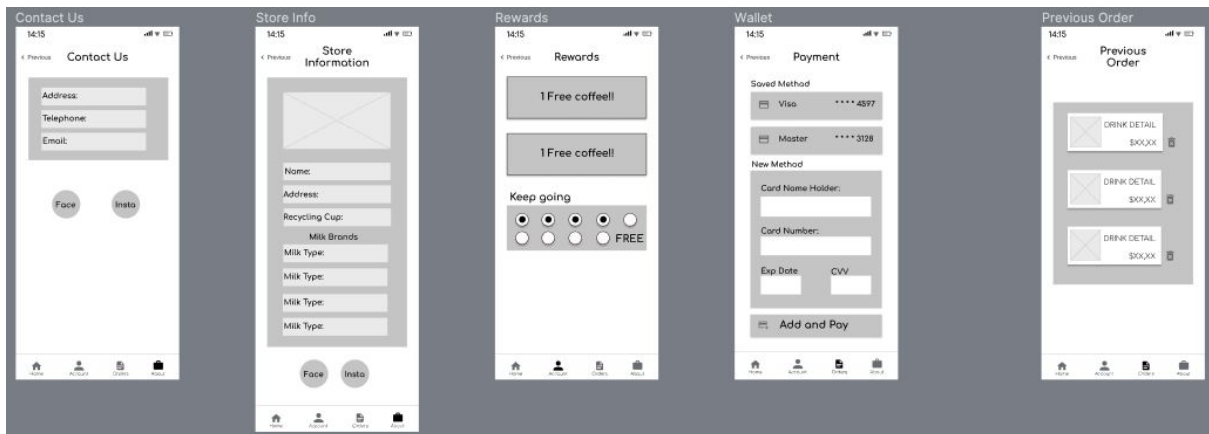 Contact Us
14:15
< Previous
Contact Us
Address:
Telephone:
Email:
Face
Insta
Home
Account
Orders
About
Store Info
14:15
< Previous
Store
Information
Name:
Address:
Recycling Cup:
Milk Brands
Milk Type:
Milk Type:
Milk Type:
Milk Type:
Face
Insta
Home
Account
Orders
About
Rewards
14:15
< Previous
Rewards
1 Free coffee!!
1 Free coffee!!
Keep going
FREE
Home
Account
Orders
About
Wallet
14:15
< Previous
Payment
Saved Method
Visa **** 4597
Master **** 3128
New Method
Card Name Holder:
Card Number:
Exp Date
CVV
Add and Pay
Home
Account
Orders
About
Previous Order
14:15
< Previous
Previous
Order
DRINK DETAIL
$XX,XX
DRINK DETAIL
$XX,XX
DRINK DETAIL
$XX,XX
Home
Account
Orders
About